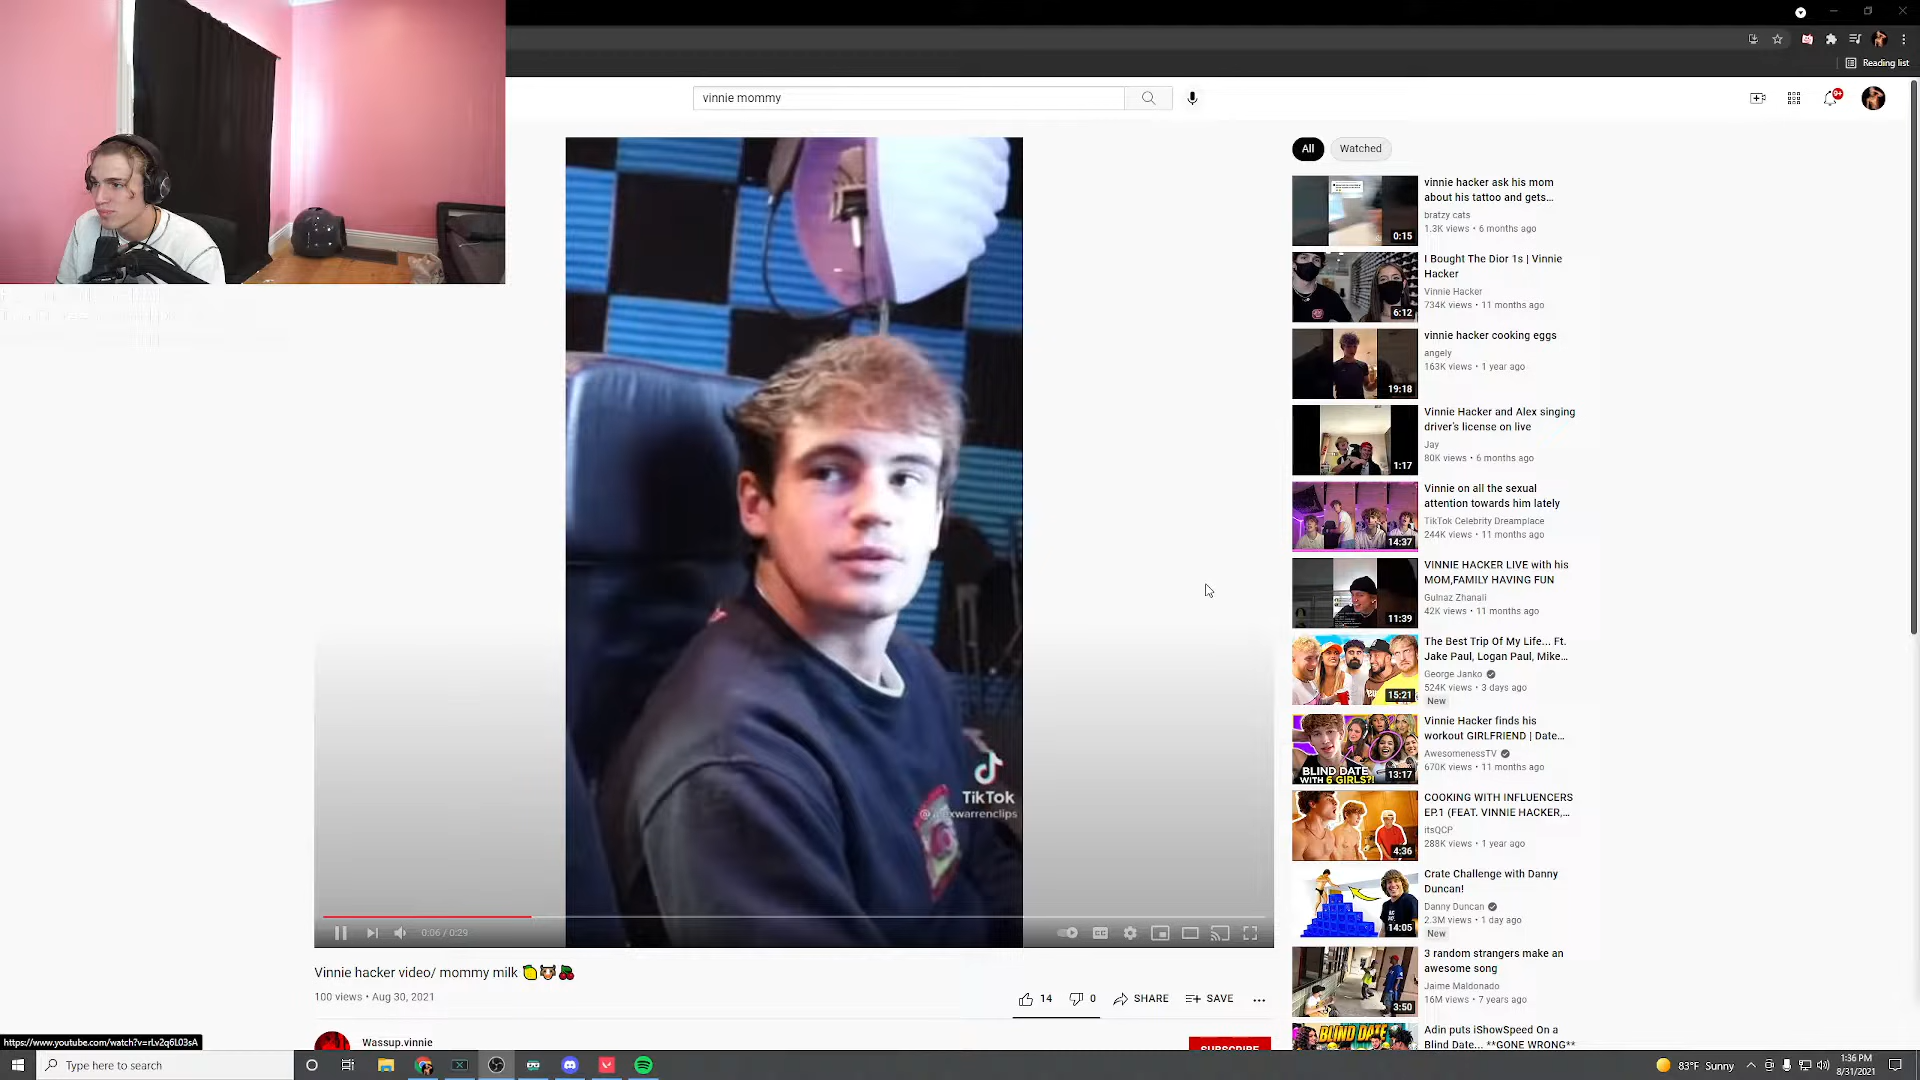 Reading list
vinnie mommy
9+
All
Watched
vinnie hacker ask his mom
about his tattoo and gets...
bratzy cats
1.3K views • 6 months ago
0:15
I Bought The Dior 1s | Vinnie
Hacker
Vinnie Hacker
734K views • 11 months ago
6:12
vinnie hacker cooking eggs
angely
163K views • 1 year ago
19:18
Vinnie Hacker and Alex singing
driver's license on live
Jay
80K views • 6 months ago
1:17
Vinnie on all the sexual
attention towards him lately
TikTok Celebrity Dreamplace
244K views • 11 months ago
14:37
VINNIE HACKER LIVE with his
MOM,FAMILY HAVING FUN
Gulnaz Zhanali
42K views • 11 months ago
11:39
The Best Trip Of My Life... Ft.
Jake Paul, Logan Paul, Mike...
George Janko
524K views • 3 days ago
New
15:21
Vinnie Hacker finds his
workout GIRLFRIEND | Date...
AwesomenessTV
670K views • 11 months ago
BLIND DATE
WITH 6 GIRLS?!
13:17
COOKING WITH INFLUENCERS
EP.1 (FEAT. VINNIE HACKER,...
itsQCP
288K views • 1 year ago
4:36
Crate Challenge with Danny
Duncan!
Danny Duncan
2.3M views • 1 day ago
New
14:05
3 random strangers make an
awesome song
Jaime Maldonado
16M views • 7 years ago
3:50
Adin puts iShowSpeed On a
Blind Date... **GONE WRONG**
BLIND DATE
TikTok
@alexwarrenclips
0:06 / 0:29
CC
Vinnie hacker video/ mommy milk
100 views • Aug 30, 2021
14
0
SHARE
SAVE
Wassup.vinnie
SUBSCRIBE
https://www.youtube.com/watch?v=rLv2q6L03sA
Type here to search
83°F Sunny
1:36 PM
8/31/2021